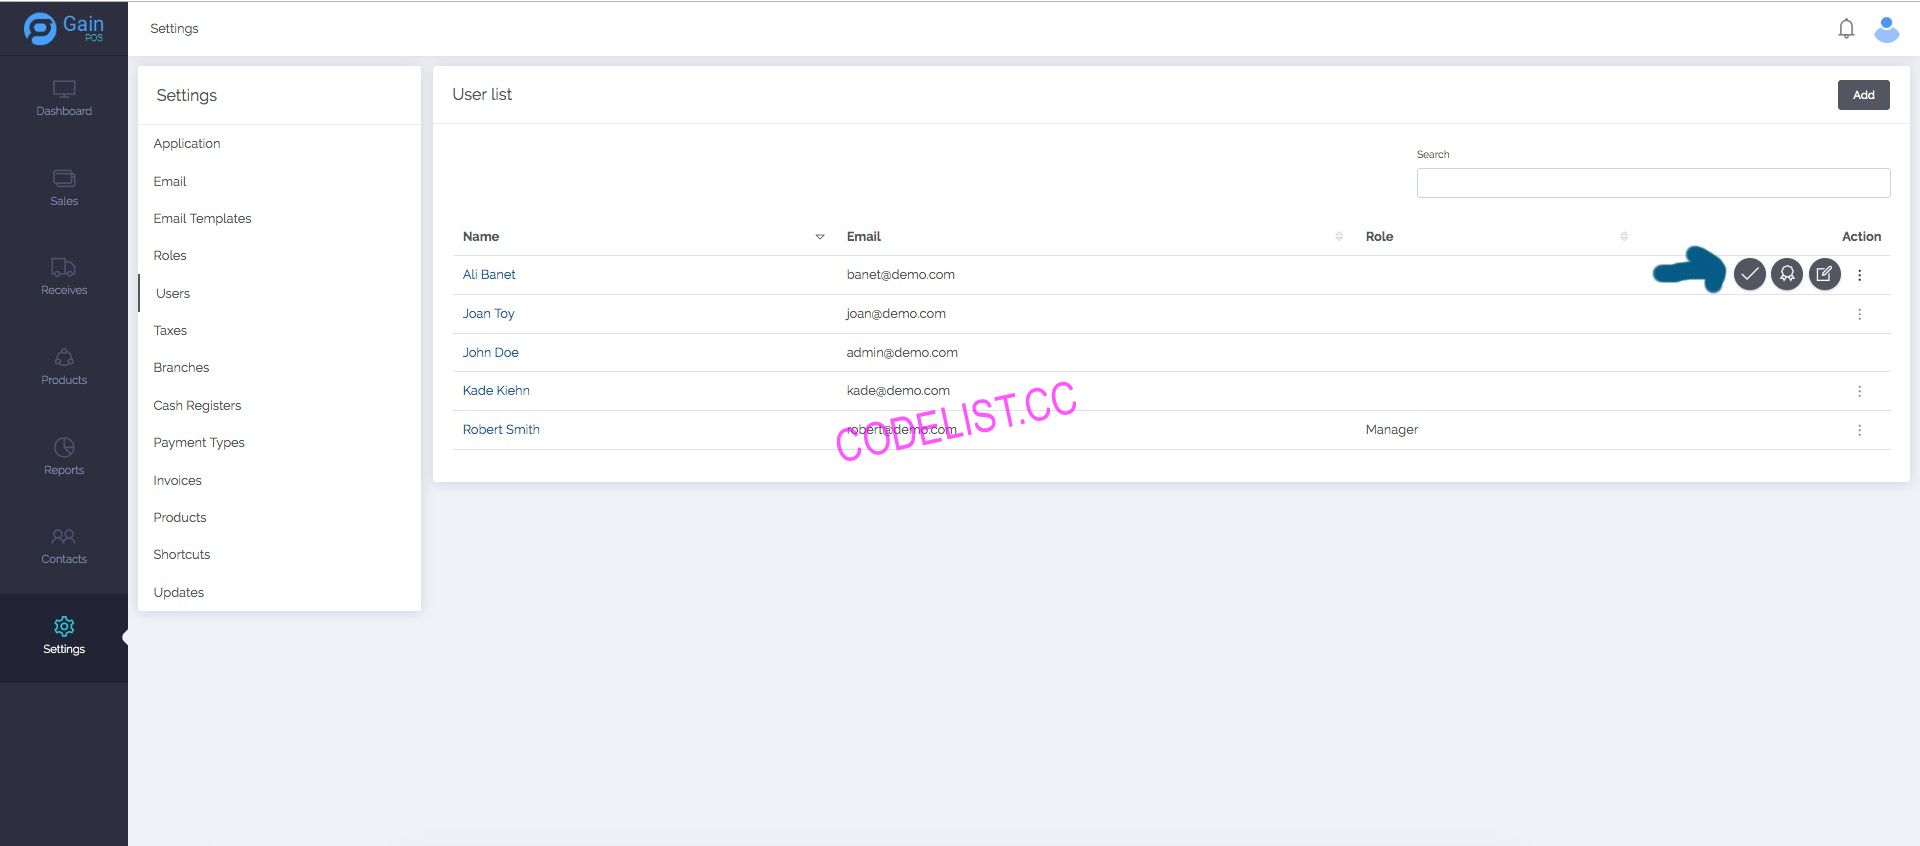 Gain
POS
Settings
Dashboard
Sales
Receives
Products
Reports
Contacts
Settings
Settings
Application
Email
Email Templates
Roles
Users
Taxes
Branches
Cash Registers
Payment Types
Invoices
Products
Shortcuts
Updates
User list
Add
Search
Name Email Role Action
Ali Banet banet@demo.com
Joan Toy joan@demo.com
John Doe admin@demo.com
Kade Kiehn kade@demo.com
Robert Smith robert@demo.com Manager
CODELIST.CC